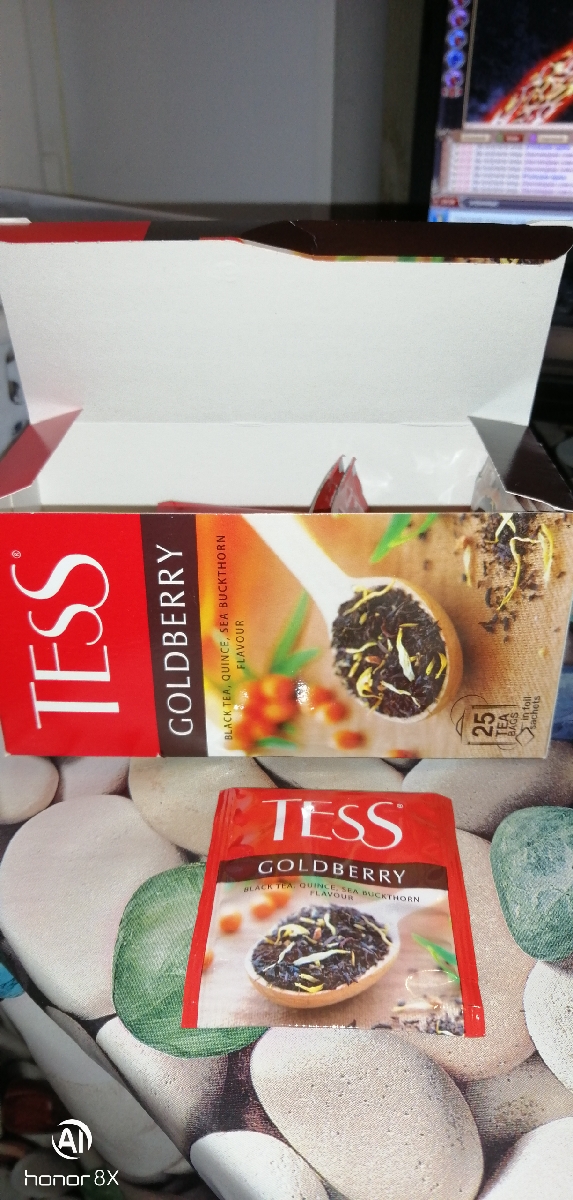 TESS®
GOLDBERRY
BLACK TEA, QUINCE, SEA BUCKTHORN
FLAVOUR
25
TEA
BAGS
in foil
sachets
TESS®
GOLDBERRY
BLACK TEA, QUINCE, SEA BUCKTHORN
FLAVOUR
AI
honor 8X